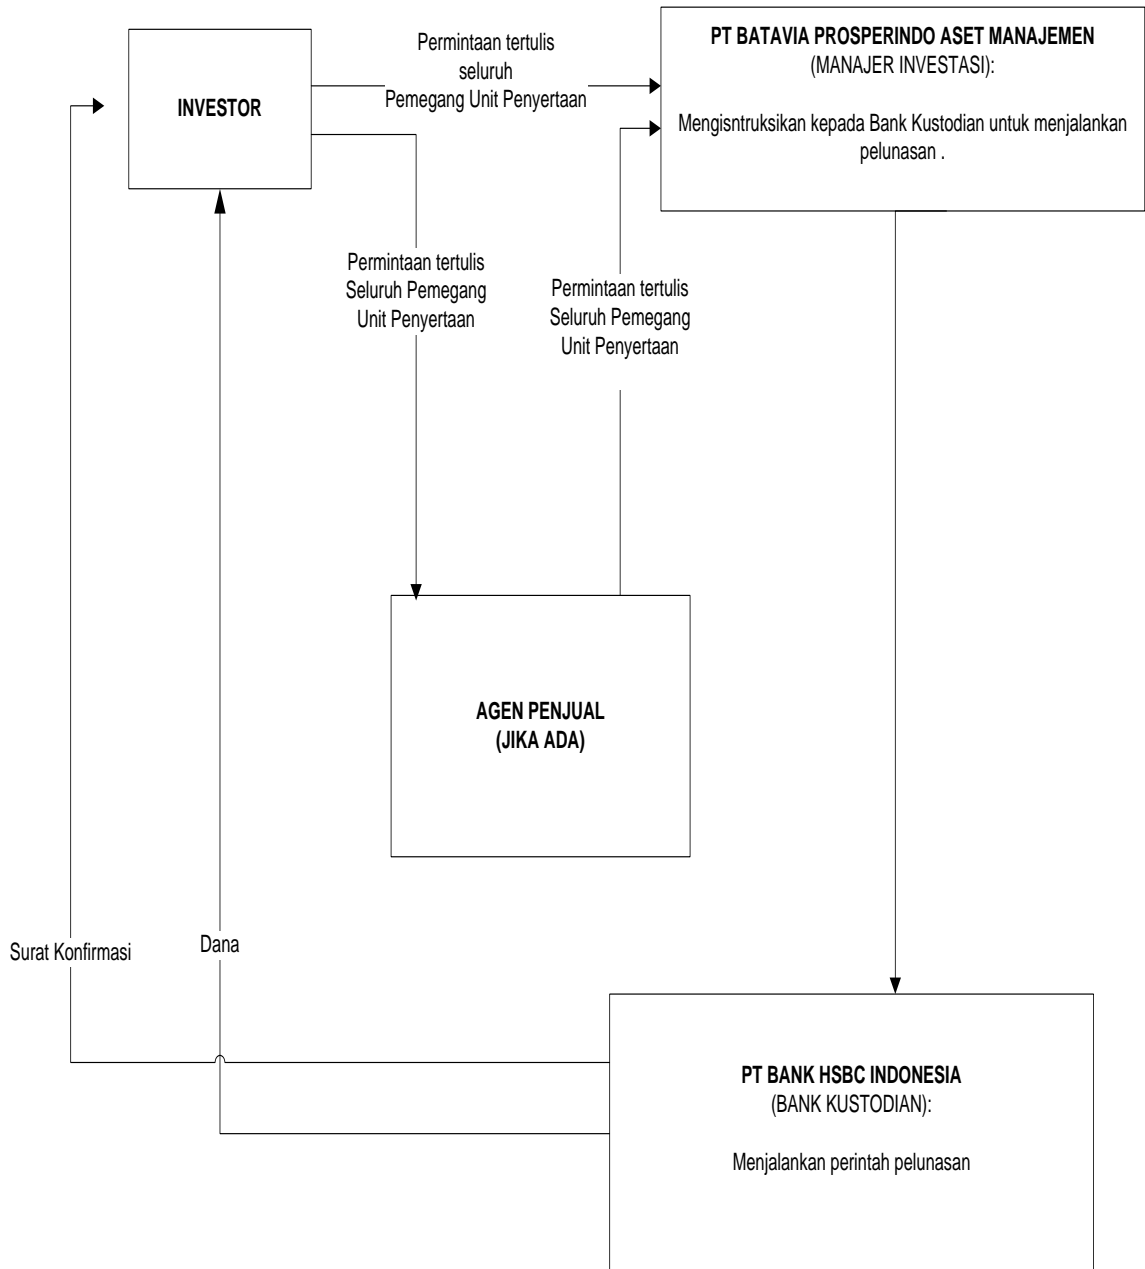 INVESTOR
Permintaan tertulis
seluruh
Pemegang Unit Penyertaan
PT BATAVIA PROSPERINDO ASET MANAJEMEN
(MANAJER INVESTASI):
Mengisntruksikan kepada Bank Kustodian untuk menjalankan
pelunasan .
Permintaan tertulis
Seluruh Pemegang
Unit Penyertaan
Permintaan tertulis
Seluruh Pemegang
Unit Penyertaan
AGEN PENJUAL
(JIKA ADA)
Surat Konfirmasi
Dana
PT BANK HSBC INDONESIA
(BANK KUSTODIAN):
Menjalankan perintah pelunasan